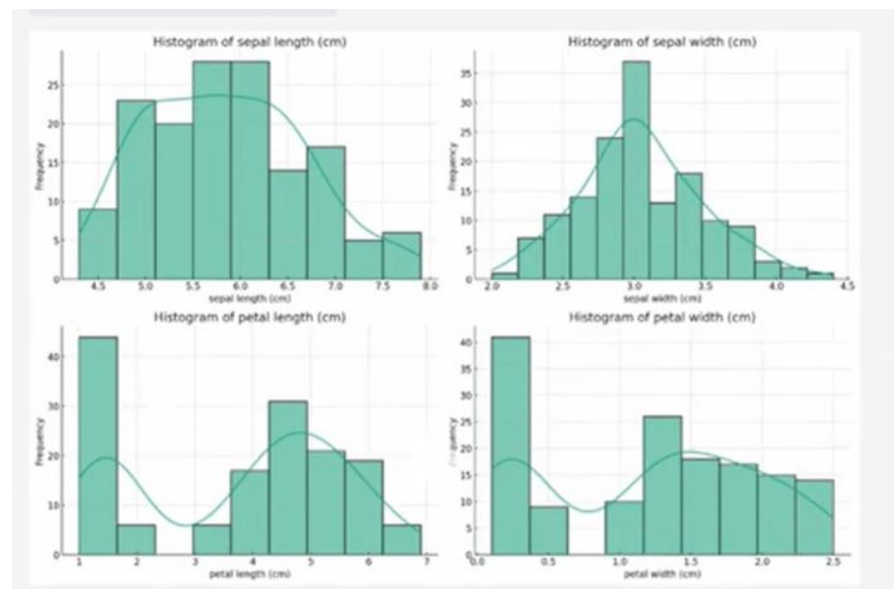 Histogram of sepal length (cm)
Frequency
25
20
15
10
5
0
4.5 5.0 5.5 6.0 6.5 7.0 7.5 8.0
sepal length (cm)
Histogram of sepal width (cm)
Frequency
35
30
25
20
15
10
5
0
2.0 2.5 3.0 3.5 4.0 4.5
sepal width (cm)
Histogram of petal length (cm)
Frequency
40
30
20
10
0
1 2 3 4 5 6 7
petal length (cm)
Histogram of petal width (cm)
Frequency
40
35
30
25
20
15
10
5
0
0.0 0.5 1.0 1.5 2.0 2.5
petal width (cm)